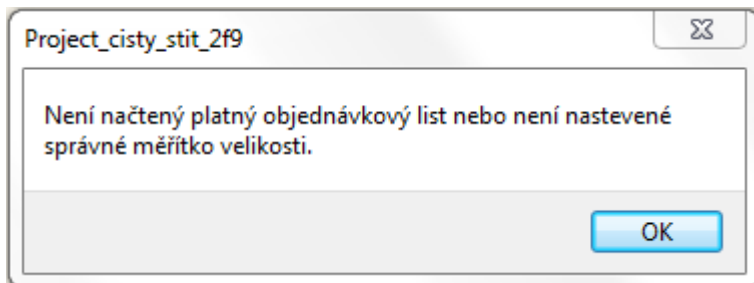 Project_cisty_stit_2f9
Není načtený platný objednávkový list nebo není nastevené
správné měřítko velikosti.
OK